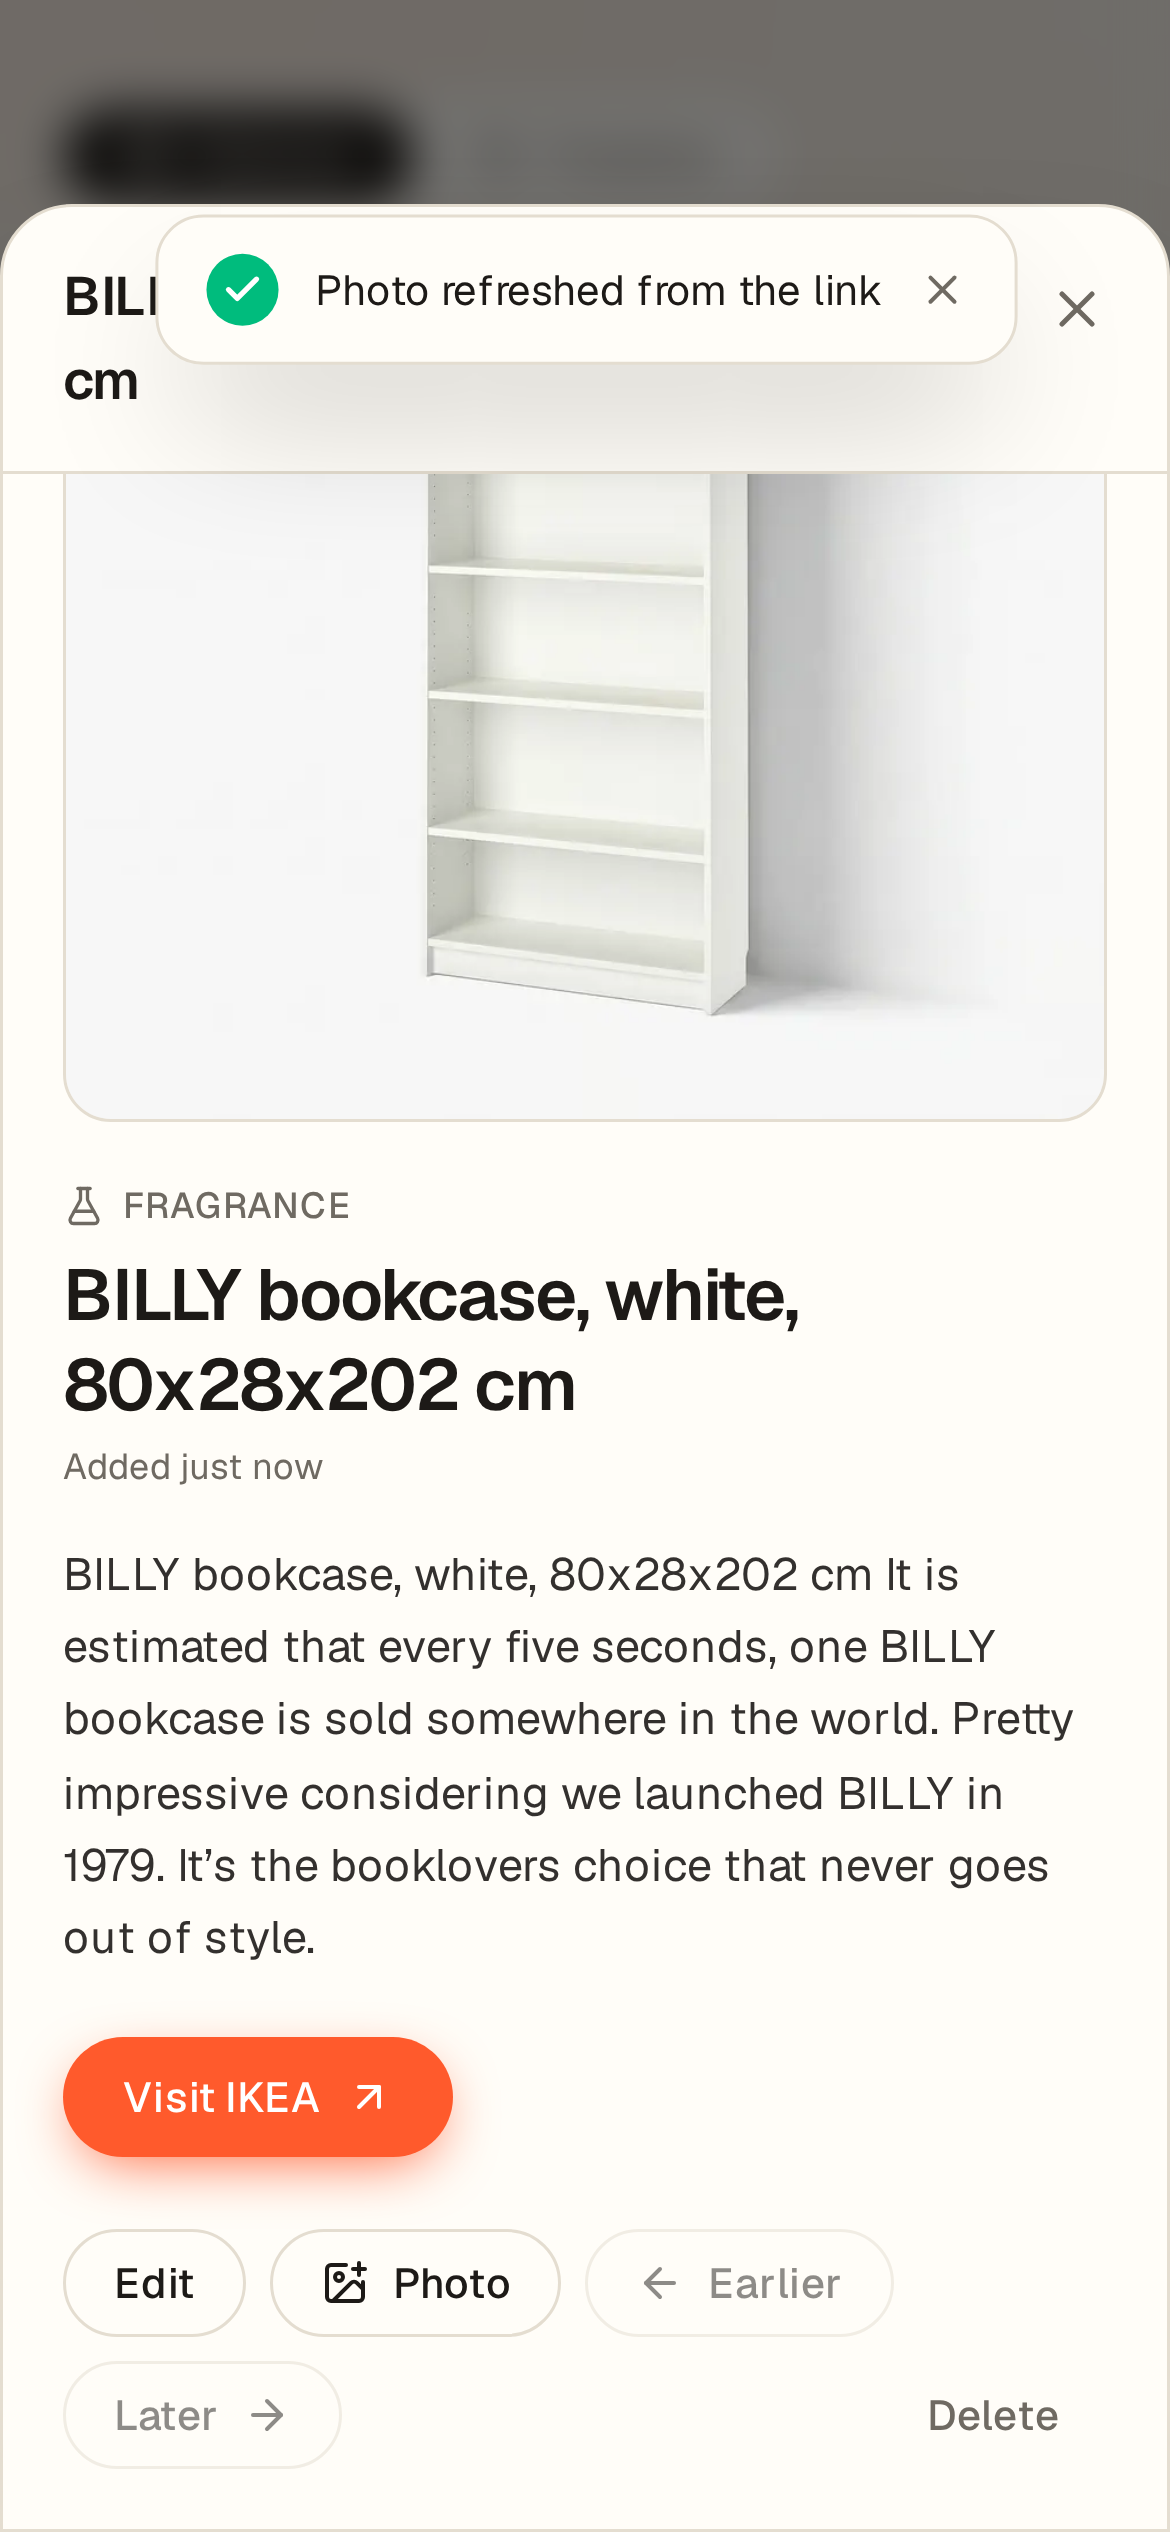 BILL
cm
Photo refreshed from the link
FRAGRANCE
BILLY bookcase, white,
80x28x202 cm
Added just now
BILLY bookcase, white, 80x28x202 cm It is
estimated that every five seconds, one BILLY
bookcase is sold somewhere in the world. Pretty
impressive considering we launched BILLY in
1979. It’s the booklovers choice that never goes
out of style.
Visit IKEA
Edit
Photo
Earlier
Later
Delete